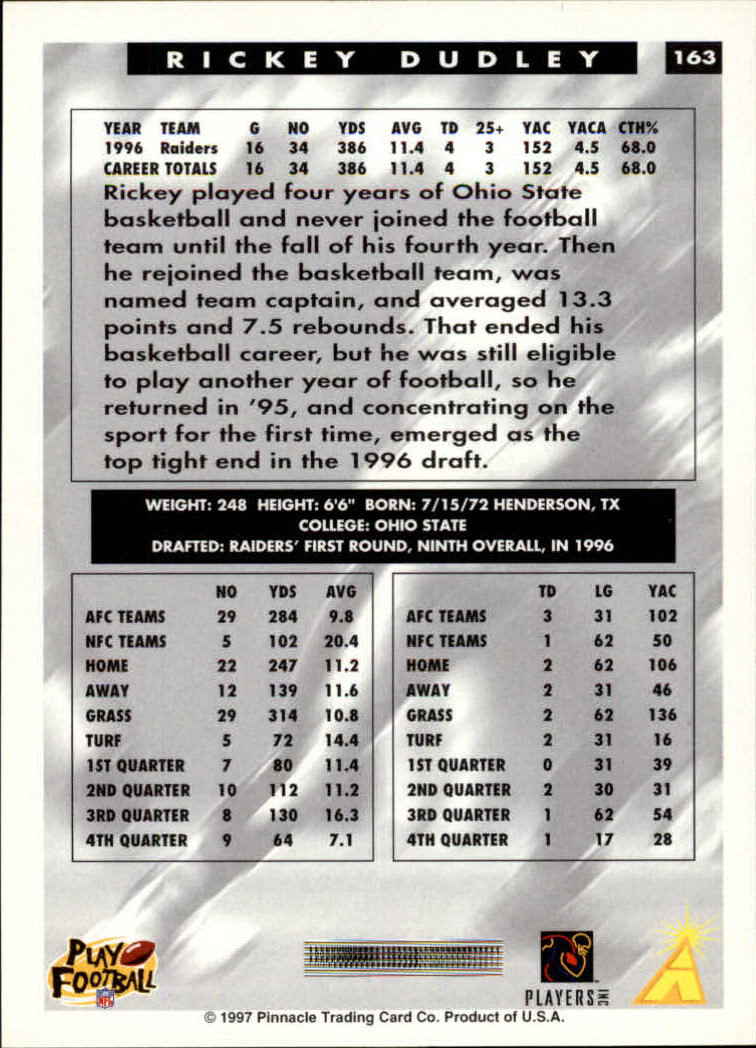 RICKEY DUDLEY 163
YEAR TEAM G NO YDS AVG TD 25+ YAC YACA CTH%
1996 Raiders 16 34 386 11.4 4 3 152 4.5 68.0
CAREER TOTALS 16 34 386 11.4 4 3 152 4.5 68.0
Rickey played four years of Ohio State
basketball and never joined the football
team until the fall of his fourth year. Then
he rejoined the basketball team, was
named team captain, and averaged 13.3
points and 7.5 rebounds. That ended his
basketball career, but he was still eligible
to play another year of football, so he
returned in '95, and concentrating on the
sport for the first time, emerged as the
top tight end in the 1996 draft.
WEIGHT: 248 HEIGHT: 6'6" BORN: 7/15/72 HENDERSON, TX
COLLEGE: OHIO STATE
DRAFTED: RAIDERS' FIRST ROUND, NINTH OVERALL, IN 1996
NO YDS AVG
AFC TEAMS 29 284 9.8
NFC TEAMS 5 102 20.4
HOME 22 247 11.2
AWAY 12 139 11.6
GRASS 29 314 10.8
TURF 5 72 14.4
1ST QUARTER 7 80 11.4
2ND QUARTER 10 112 11.2
3RD QUARTER 8 130 16.3
4TH QUARTER 9 64 7.1
TD LG YAC
AFC TEAMS 3 31 102
NFC TEAMS 1 62 50
HOME 2 62 106
AWAY 2 31 46
GRASS 2 62 136
TURF 2 31 16
1ST QUARTER 0 31 39
2ND QUARTER 2 30 31
3RD QUARTER 1 62 54
4TH QUARTER 1 17 28
PLAY
FOOTBALL
NFL
PLAYERS INC
© 1997 Pinnacle Trading Card Co. Product of U.S.A.